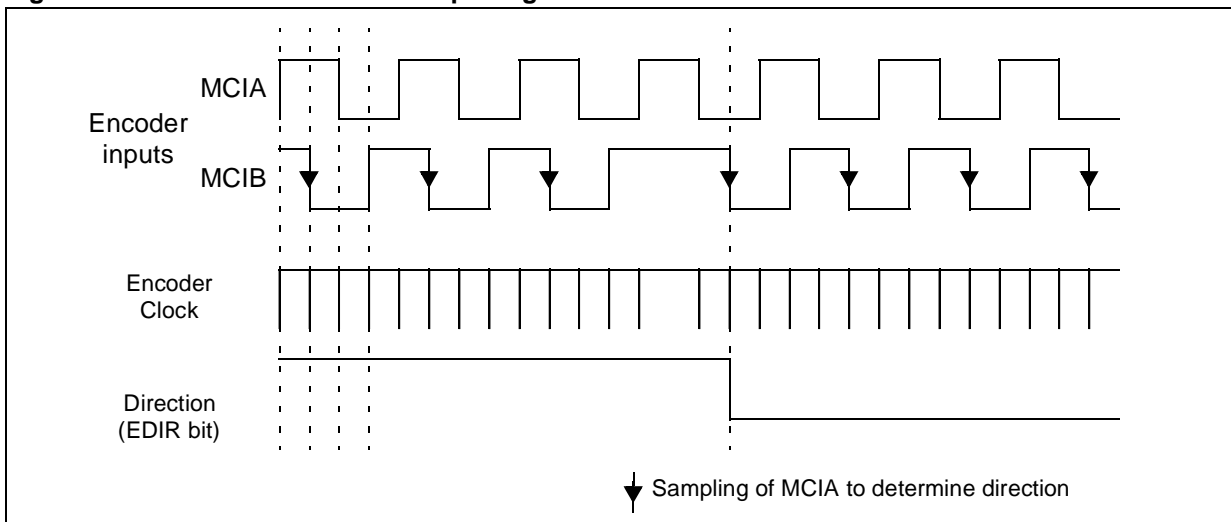 MCIA
Encoder
inputs
MCIB
Encoder
Clock
Direction
(EDIR bit)
Sampling of MCIA to determine direction